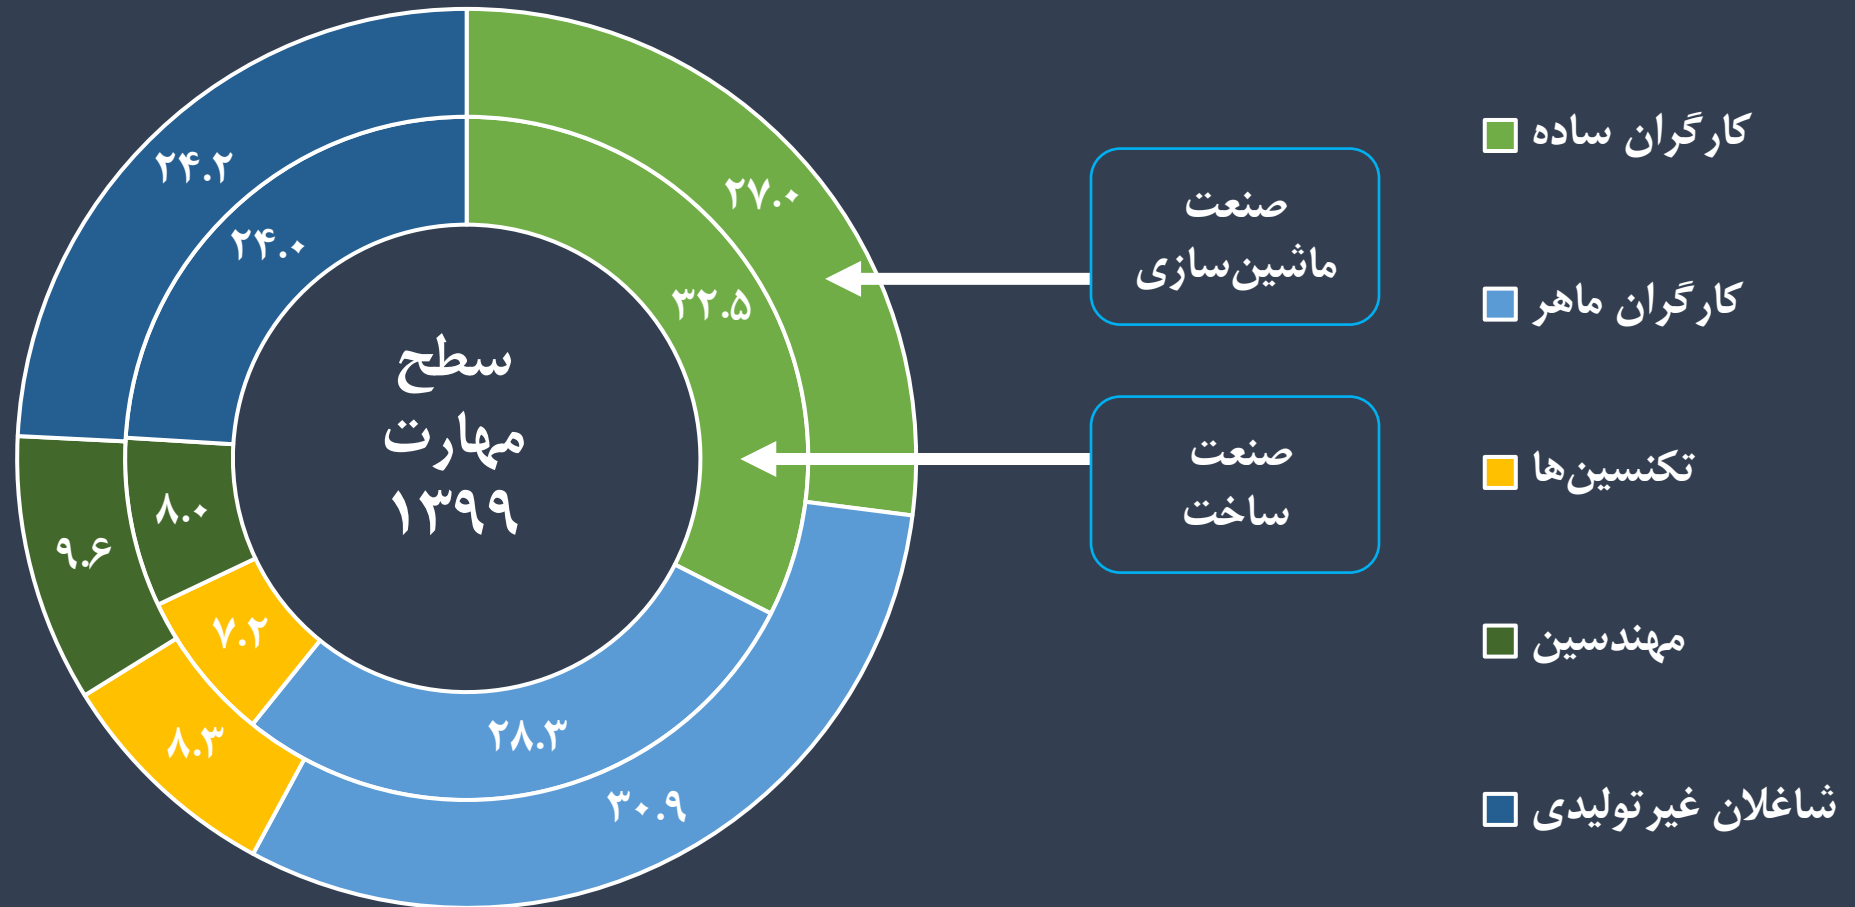 سطح
مهارت
۱۳۹۹
۲۷.۰
۳۰.۹
۸.۳
۹.۶
۲۴.۲
۳۲.۵
۲۸.۳
۷.۲
۸.۰
۲۴.۰
صنعت
ماشین‌سازی
صنعت
ساخت
کارگران ساده
کارگران ماهر
تکنسین‌ها
مهندسین
شاغلان غیرتولیدی